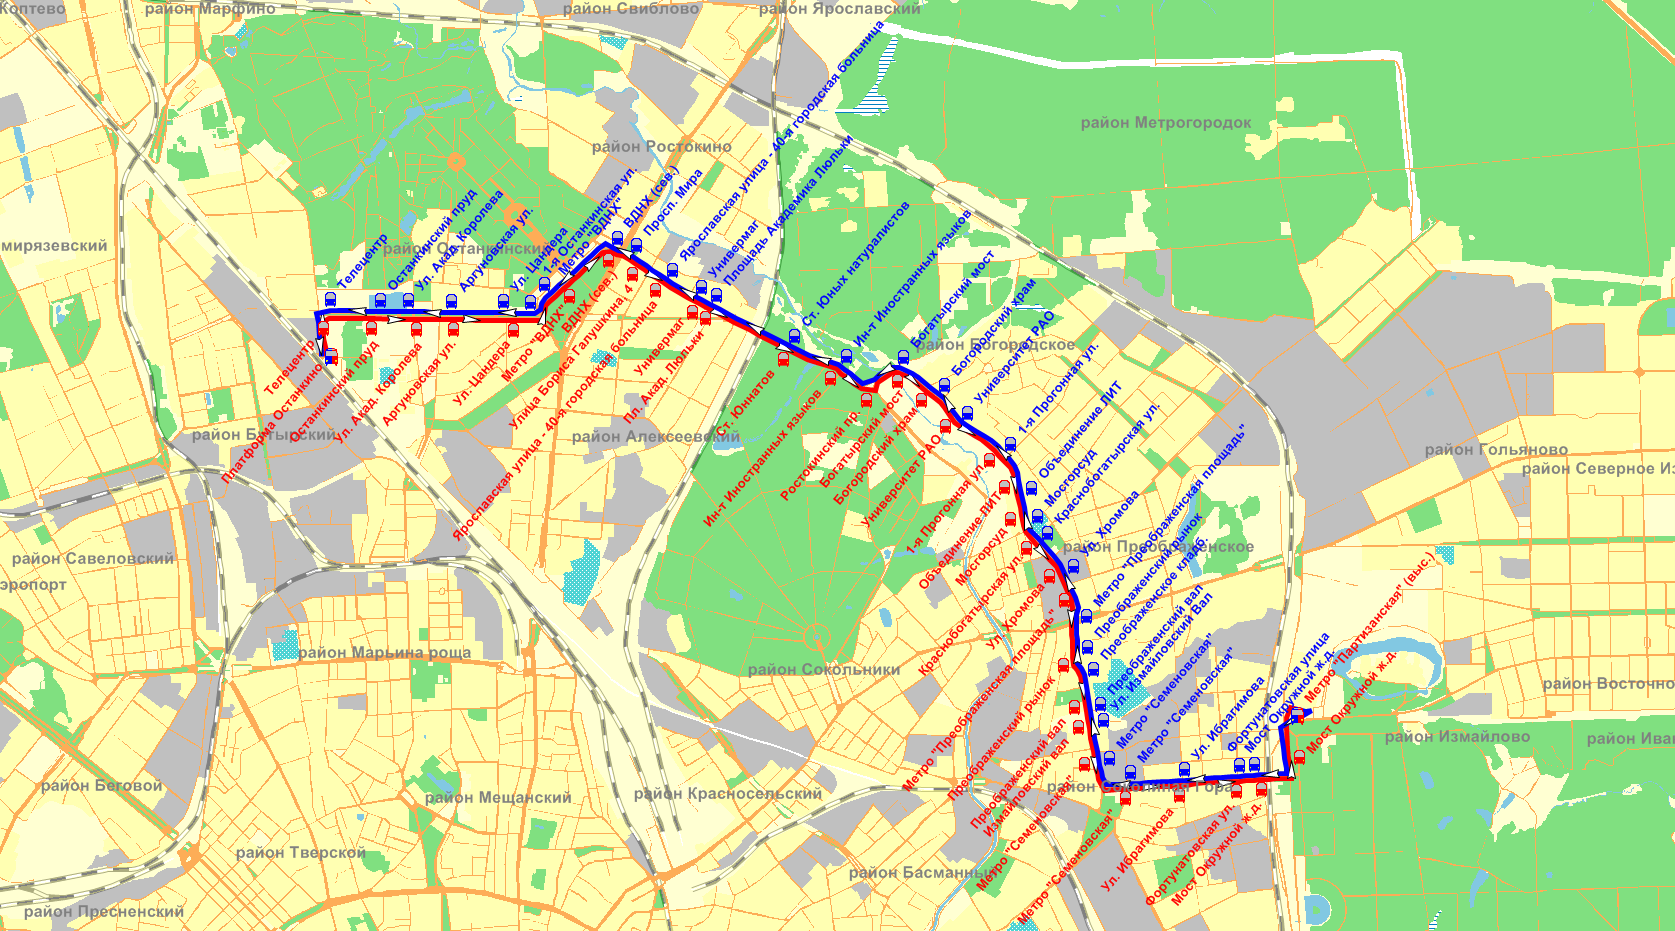 Коптево
район Марфино
район Свиблово
район Ярославский
район Метрогородок
район Ростокино
мирязевский
район Останкинский
район Богородское
район Бутырский
район Алексеевский
район Гольяново
район Северное Из
район Савеловский
эропорт
район Преображенское
район Марьина роща
район Сокольники
район Восточно
район Измайлово
район Иван
район Беговой
район Мещанский
район Красносельский
район Соколиная Гора
район Тверской
район Басманный
район Пресненский
Телецентр
Останкинский пруд
Ул. Акад. Королева
Аргуновская ул.
Ул. Цандера
1-я Останкинская ул.
Метро "ВДНХ"
ВДНХ (сев.)
Просп. Мира
Ярославская улица - 40-я городская больница
Универмаг
Площадь Академика Люльки
Ст. Юных натуралистов
Ин-т Иностранных языков
Богатырский мост
Богородский храм
Университет РАО
1-я Прогонная ул.
Объединение ЛИТ
Мосгорсуд
Краснобогатырская ул.
Ул. Хромова
Метро "Преображенская площадь"
Преображенский рынок
Преображенское кладб.
Преображенский вал
Ул. Измайловский Вал
Метро "Семеновская"
Метро "Семеновская"
Ул. Ибрагимова
Фортунатовская улица
Мост Окружной ж.д.
Метро "Партизанская" (выс.)
Мост Окружной ж.д.
Телецентр
Платформа Останкино
Останкинский пруд
Ул. Акад. Королева
Аргуновская ул.
Ул. Цандера
Метро "ВДНХ"
ВДНХ (сев.)
Улица Бориса Галушкина, 4
Ярославская улица - 40-я городская больница
Универмаг
Пл. Акад. Люльки
Ст. Юннатов
Ин-т Иностранных языков
Ростокинский пр.
Богатырский мост
Богородский храм
Университет РАО
1-я Прогонная ул.
Объединение ЛИТ
Мосгорсуд
Краснобогатырская ул.
Ул. Хромова
Метро "Преображенская площадь"
Преображенский рынок
Преображенский вал
Измайловский вал
Метро "Семеновская"
Метро "Семеновская"
Ул. Ибрагимова
Фортунатовская ул.
Мост Окружной ж.д.